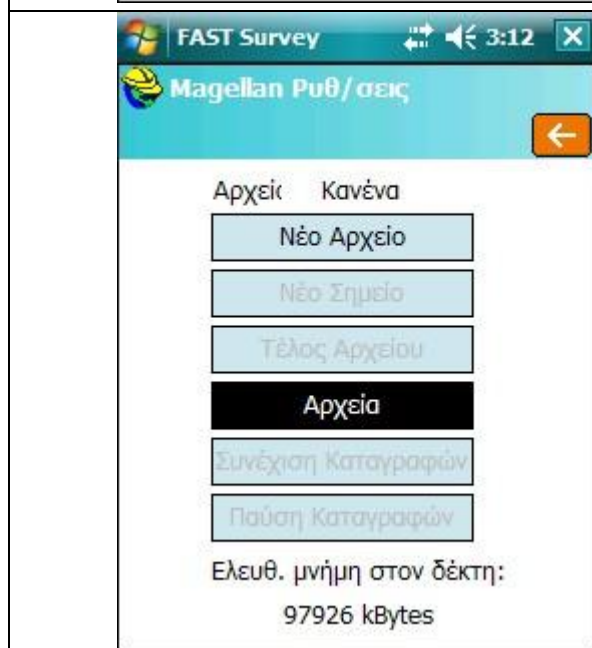 FAST Survey 3:12
Magellan Ρυθ/σεις
Αρχείο Κανένα
Νέο Αρχείο
Νέο Σημείο
Τέλος Αρχείου
Αρχεία
Συνέχιση Καταγραφών
Παύση Καταγραφών
Ελευθ. μνήμη στον δέκτη:
97926 kBytes